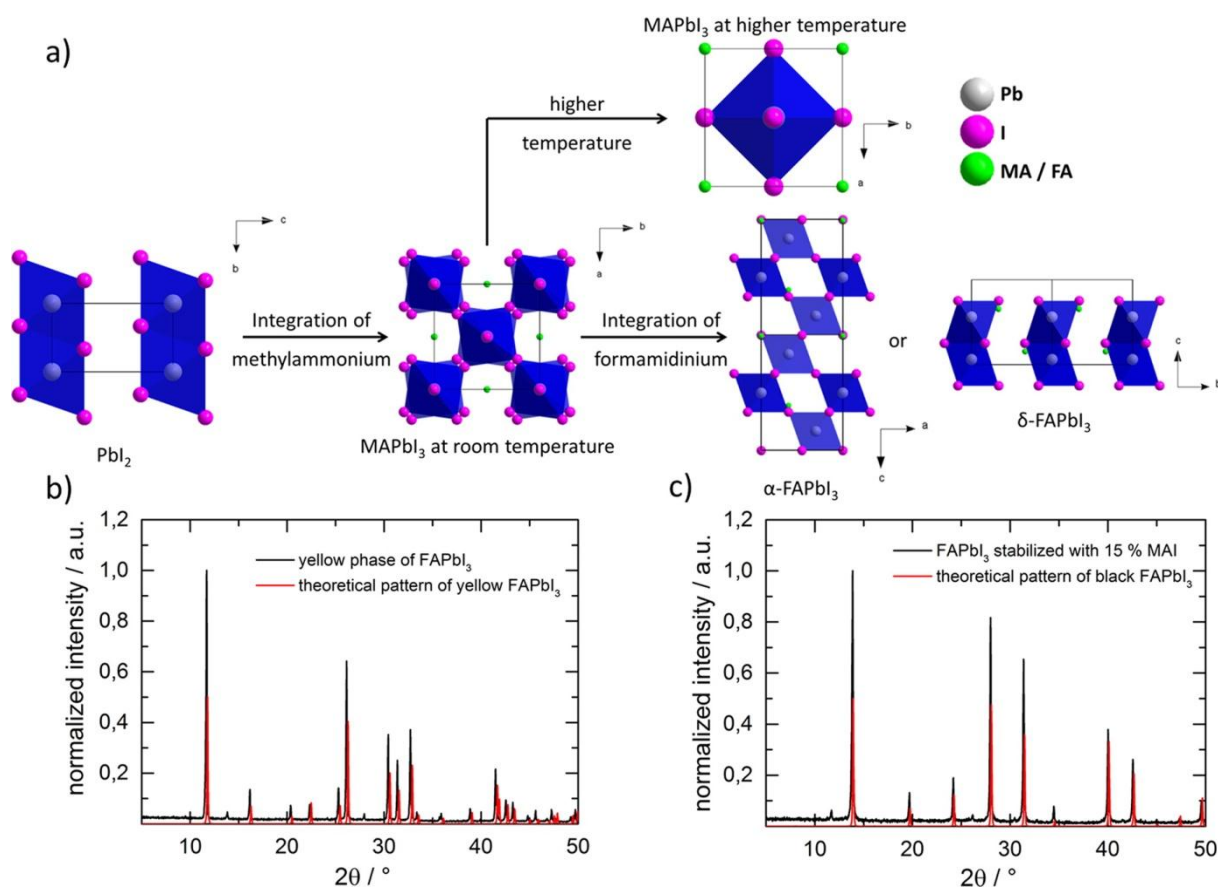 a)
MAPbI₃ at higher temperature
higher
temperature
b
a
Pb
I
MA / FA
c
b
PbI₂
Integration of
methylammonium
b
a
MAPbI₃ at room temperature
Integration of
formamidinium
a
c
α-FAPbI₃
or
c
b
δ-FAPbI₃
b)
normalized intensity / a.u.
1,2
1,0
0,8
0,6
0,4
0,2
yellow phase of FAPbI₃
theoretical pattern of yellow FAPbI₃
10 20 30 40 50
2θ / °
c)
normalized intensity / a.u.
1,2
1,0
0,8
0,6
0,4
0,2
FAPbI₃ stabilized with 15 % MAI
theoretical pattern of black FAPbI₃
10 20 30 40 50
2θ / °